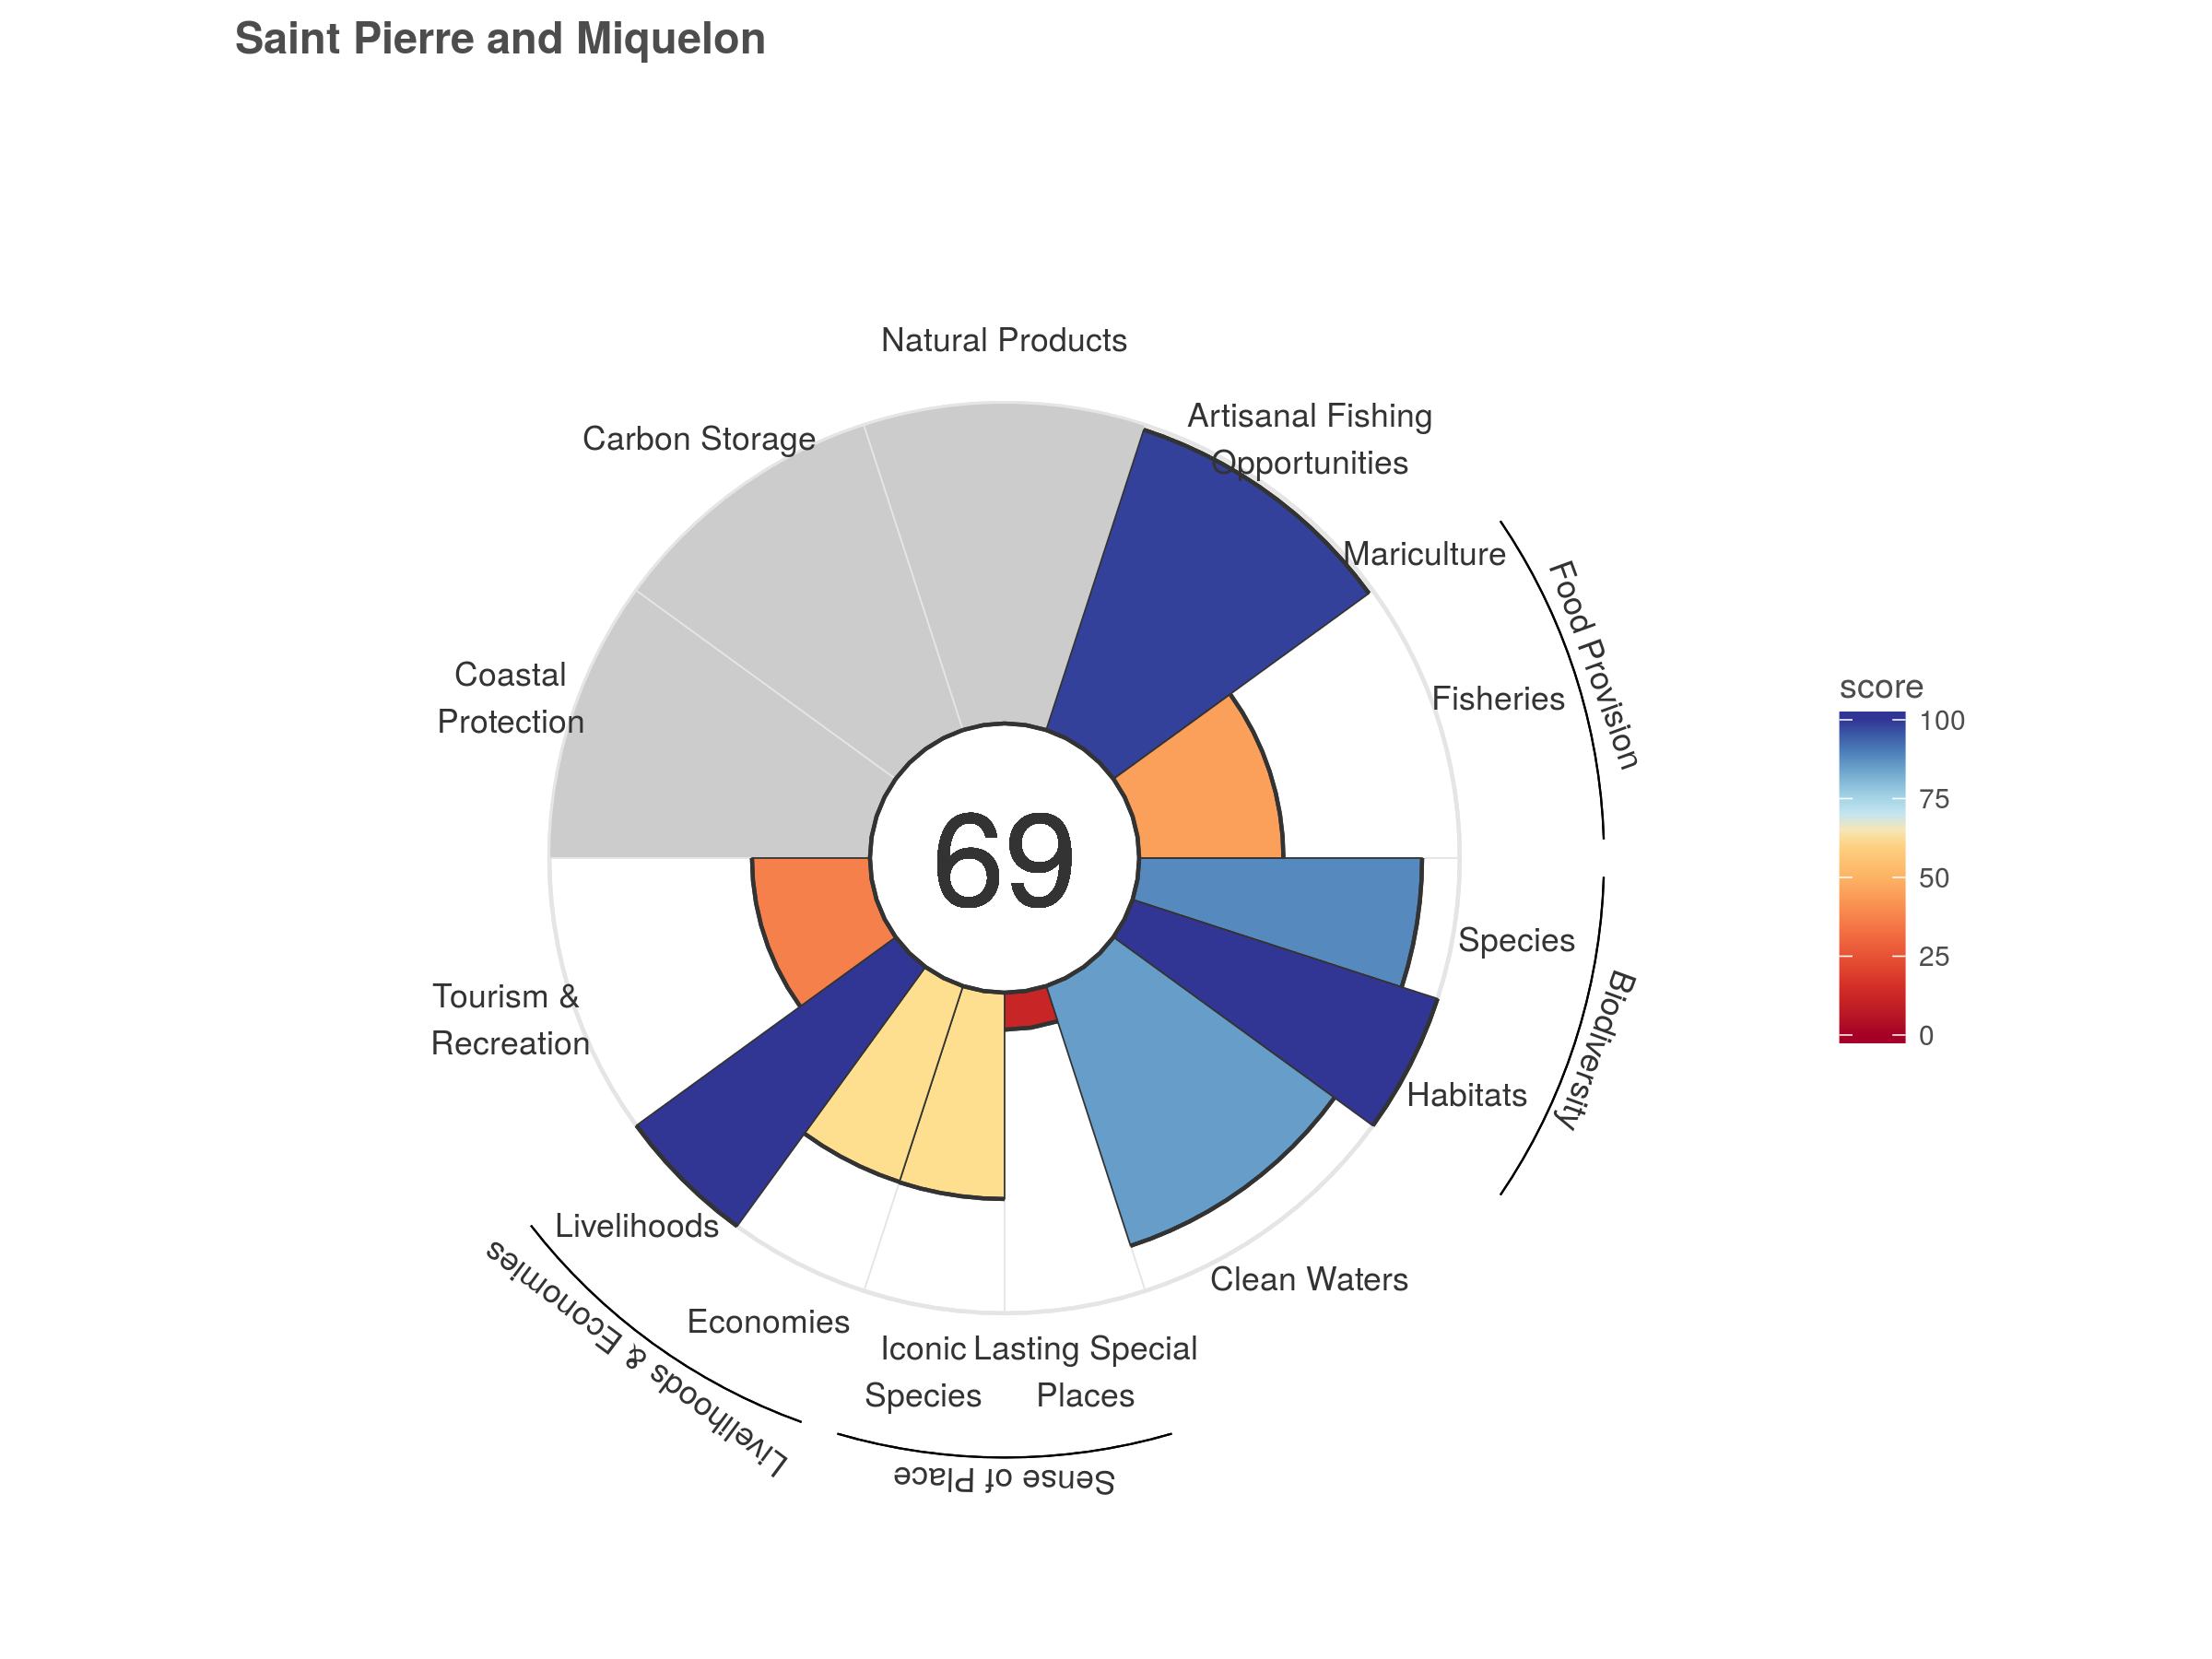 Saint Pierre and Miquelon
Natural Products
Artisanal Fishing
Opportunities
Carbon Storage
Mariculture
Food Provision
Fisheries
Coastal
Protection
score
100
75
50
25
0
69
Species
Biodiversity
Tourism &
Recreation
Habitats
Livelihoods
Clean Waters
Economies
Livelihoods & Economies
Iconic
Species
Lasting Special
Places
Sense of Place